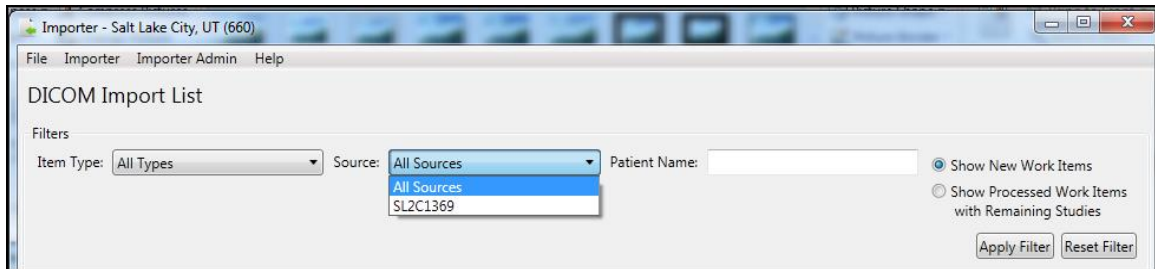 Importer - Salt Lake City, UT (660)
File Importer Importer Admin Help
DICOM Import List
Filters
Item Type: All Types Source: All Sources Patient Name:
All Sources
SL2C1369
Show New Work Items
Show Processed Work Items
with Remaining Studies
Apply Filter Reset Filter